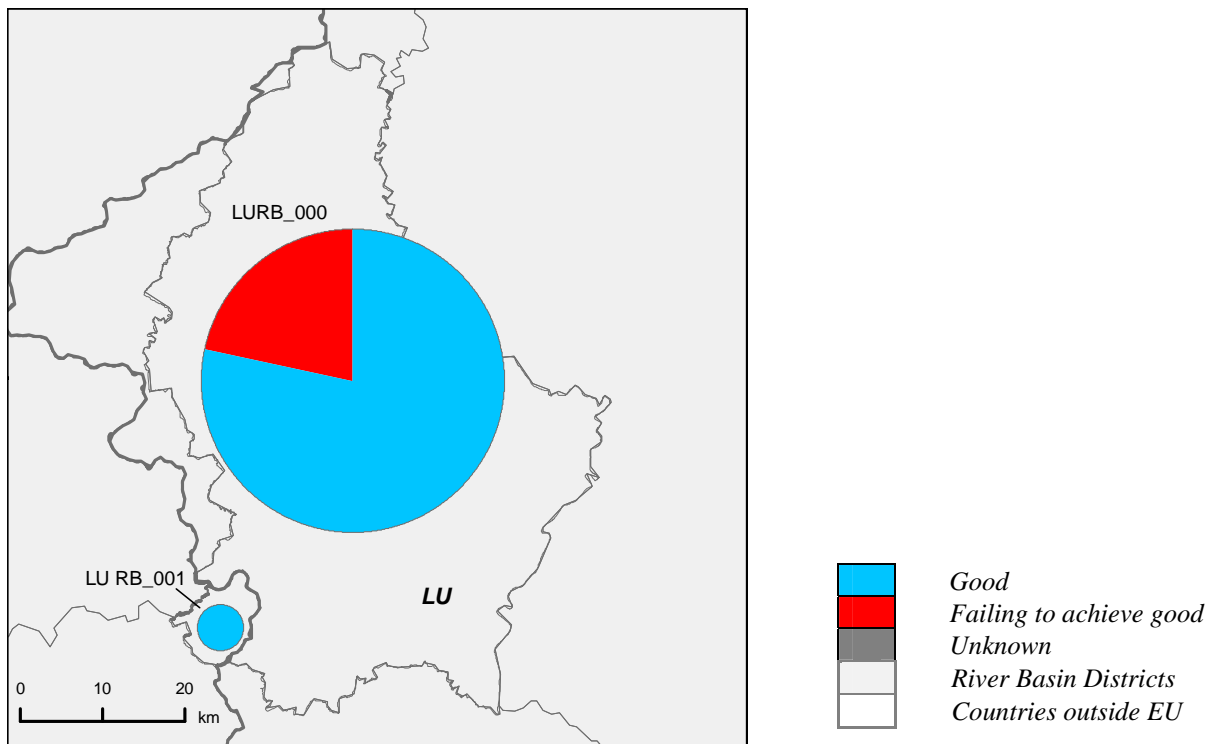 LURB_000
LU RB_001
LU
0 10 20
km
Good
Failing to achieve good
Unknown
River Basin Districts
Countries outside EU